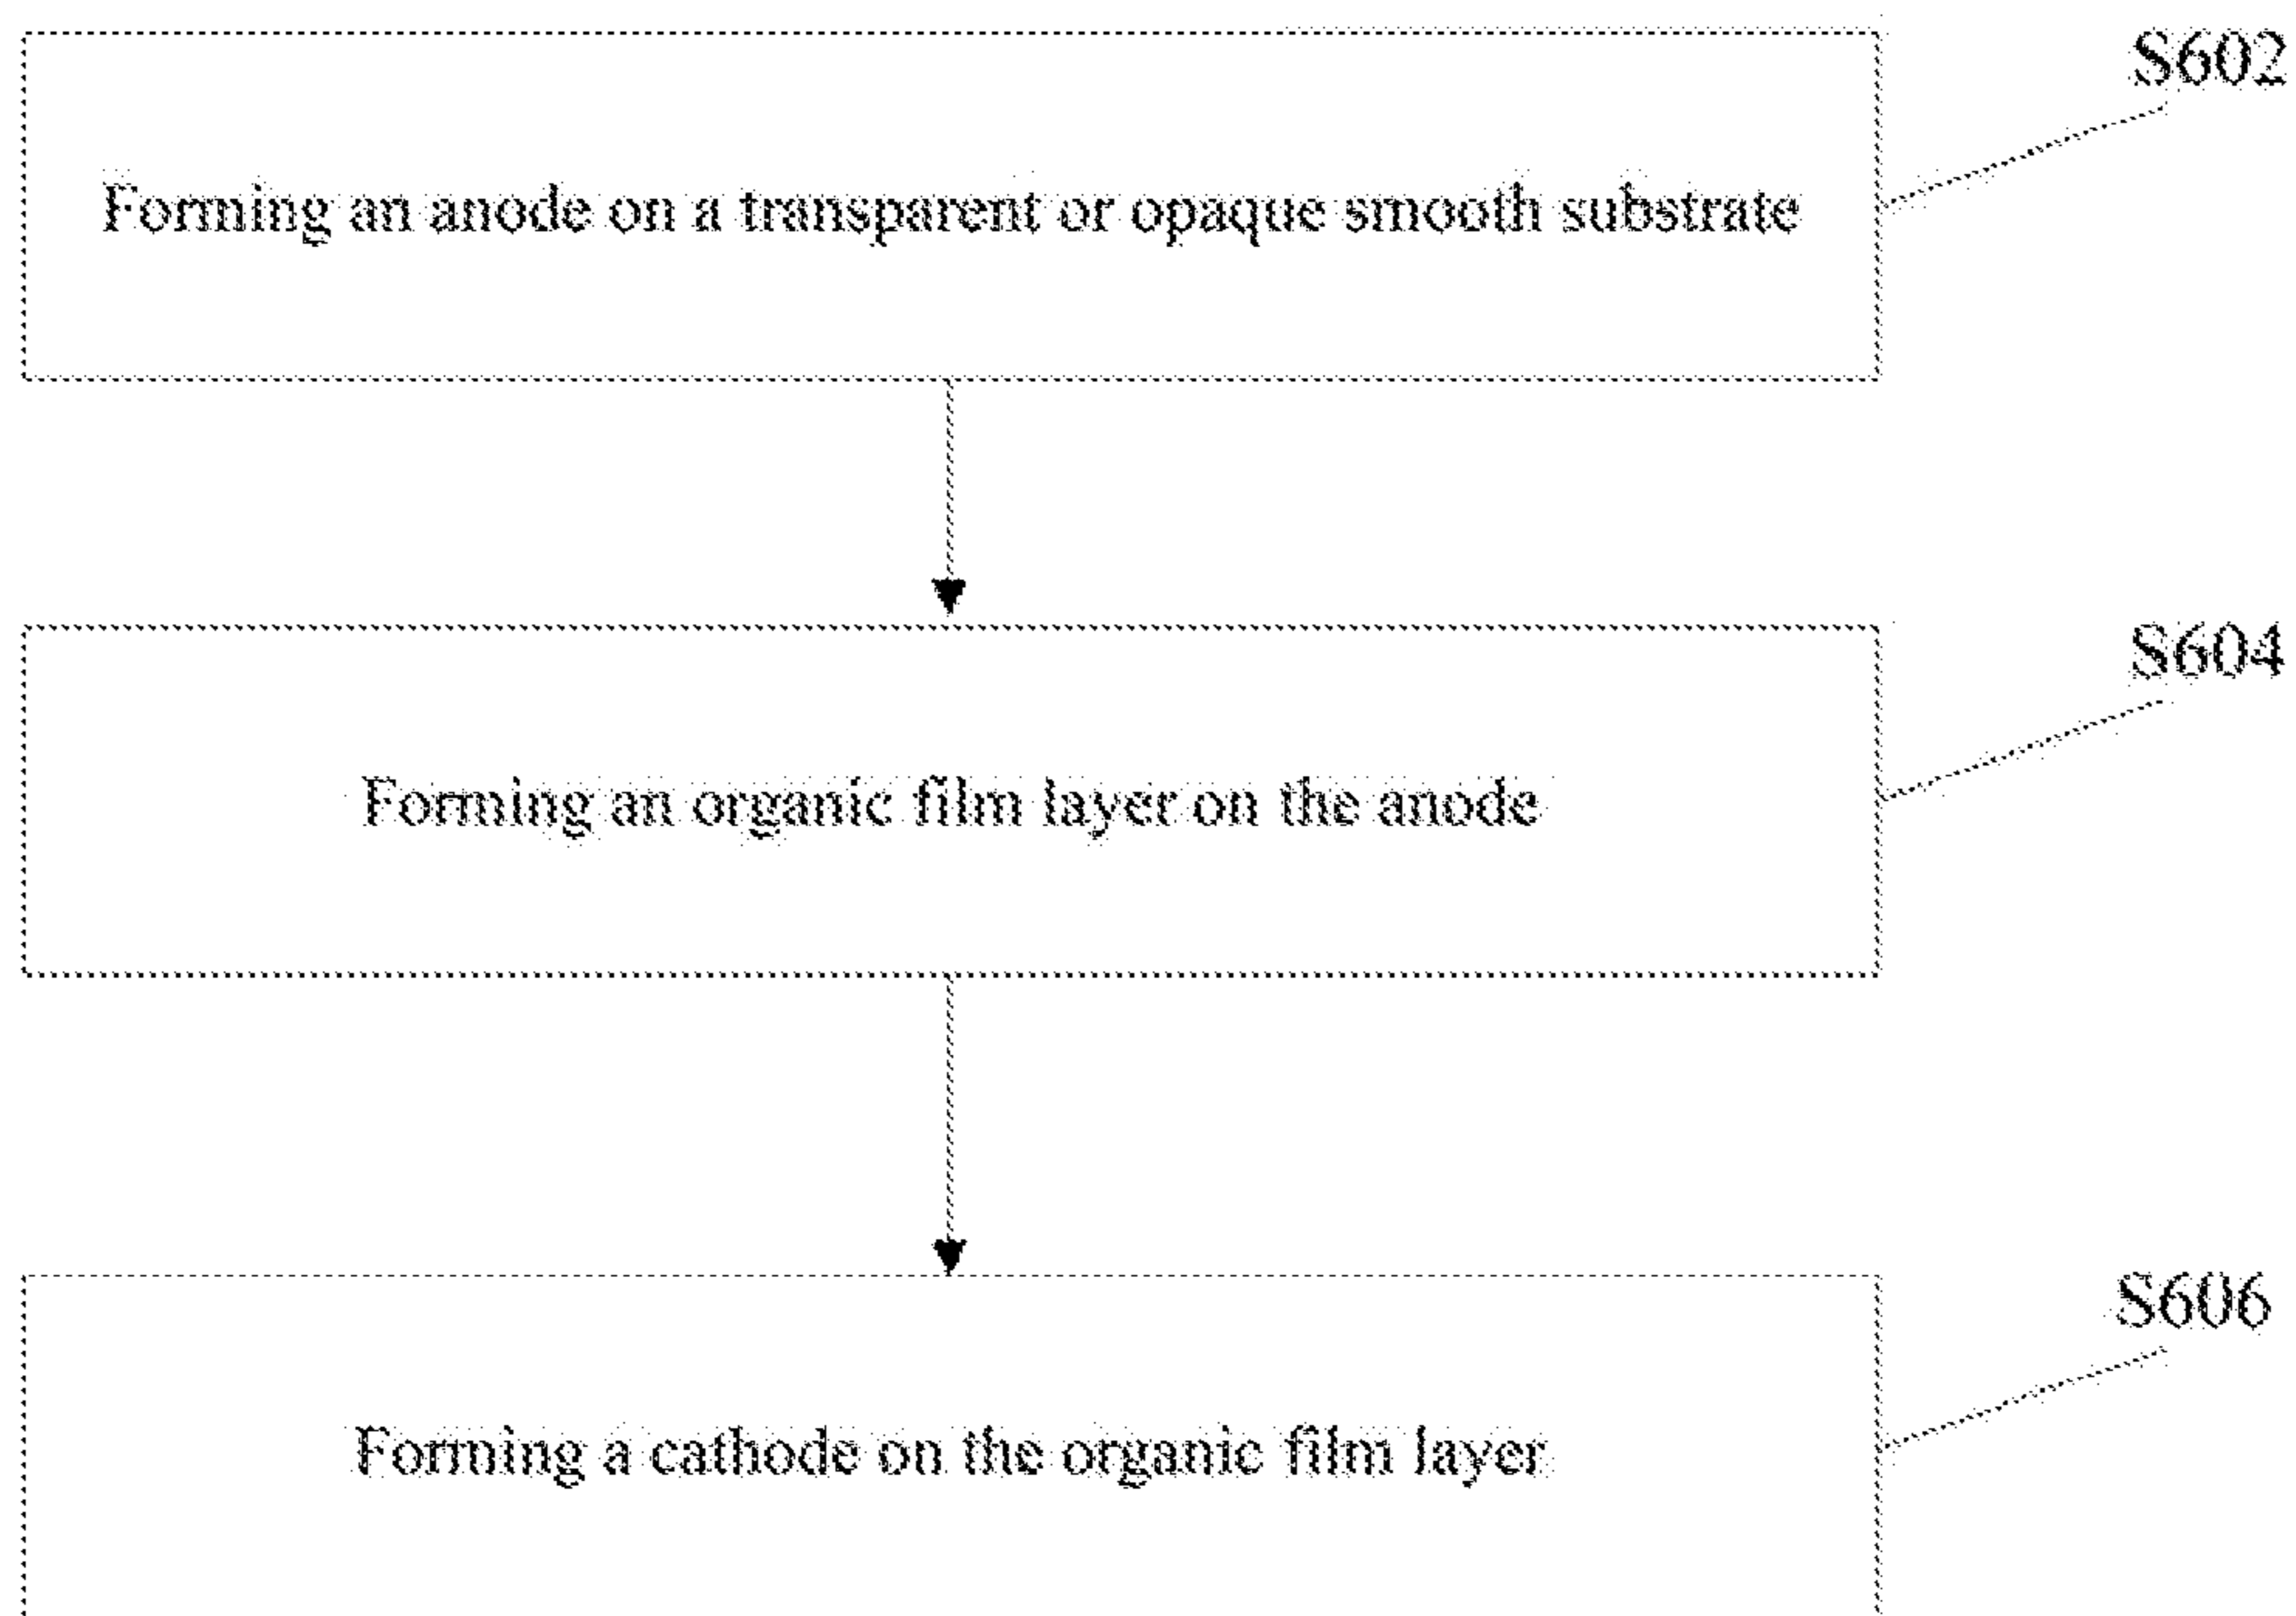 S602
Forming an anode on a transparent or opaque smooth substrate
S604
Forming an organic film layer on the anode
S606
Forming a cathode on the organic film layer